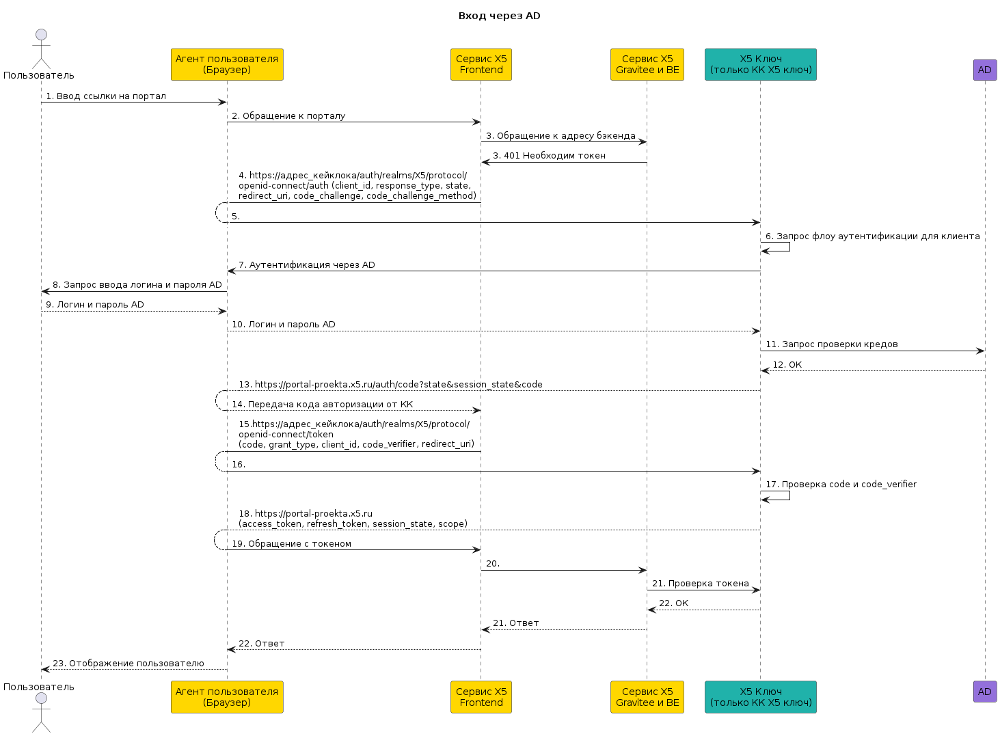 Вход через AD
Пользователь
Агент пользователя
(Браузер)
Сервис X5
Frontend
Сервис X5
Gravitee и BE
X5 Ключ
(только КК X5 ключ)
AD
1. Ввод ссылки на портал
2. Обращение к порталу
3. Обращение к адресу бэкенда
3. 401 Необходим токен
4. https://адрес_кейклока/auth/realms/X5/protocol/
openid-connect/auth (client_id, response_type, state,
redirect_uri, code_challenge, code_challenge_method)
5.
6. Запрос флоу аутентификации для клиента
7. Аутентификация через AD
8. Запрос ввода логина и пароля AD
9. Логин и пароль AD
10. Логин и пароль AD
11. Запрос проверки кредов
12. OK
13. https://portal-proekta.x5.ru/auth/code?state&session_state&code
14. Передача кода авторизации от КК
15.https://адрес_кейклока/auth/realms/X5/protocol/
openid-connect/token
(code, grant_type, client_id, code_verifier, redirect_uri)
16.
17. Проверка code и code_verifier
18. https://portal-proekta.x5.ru
(access_token, refresh_token, session_state, scope)
19. Обращение с токеном
20.
21. Проверка токена
22. OK
21. Ответ
22. Ответ
23. Отображение пользователю
Пользователь
Агент пользователя
(Браузер)
Сервис X5
Frontend
Сервис X5
Gravitee и BE
X5 Ключ
(только КК X5 ключ)
AD